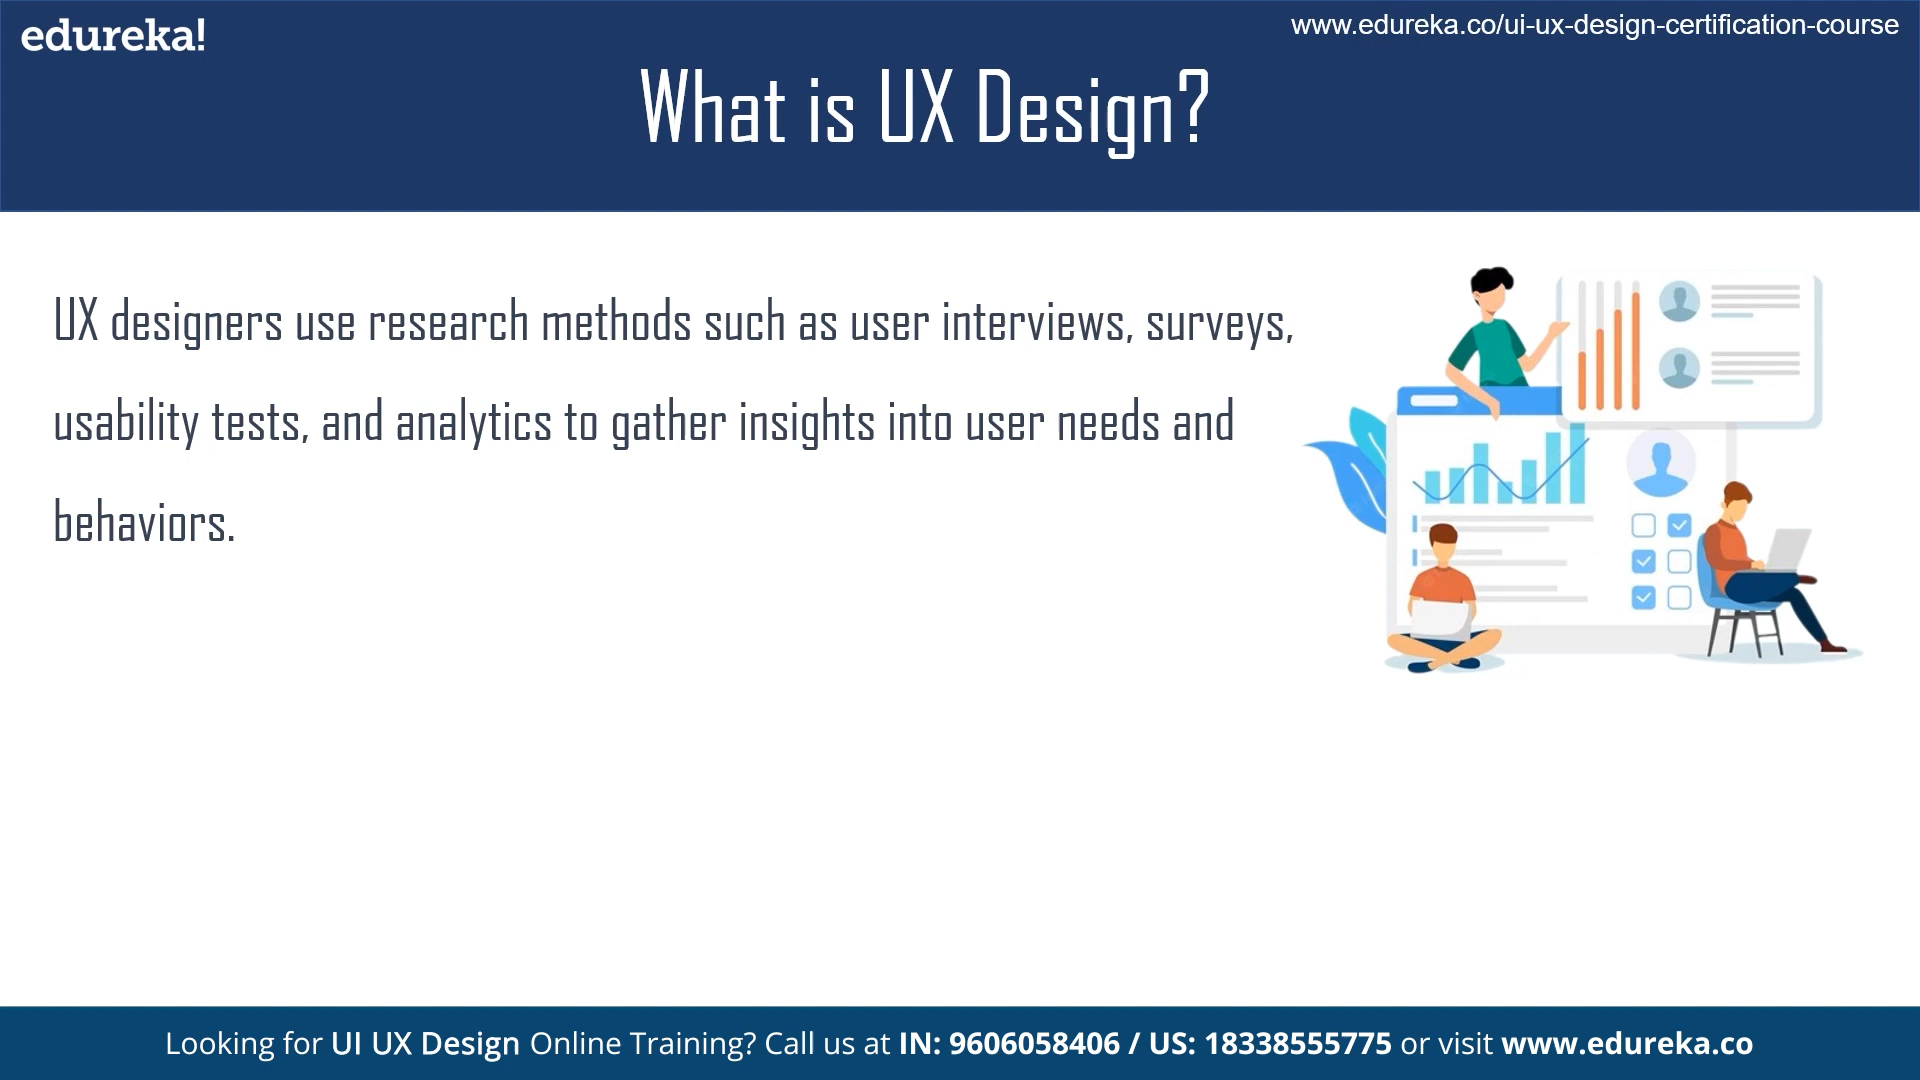 edureka!
www.edureka.co/ui-ux-design-certification-course
What is UX Design?
UX designers use research methods such as user interviews, surveys,
usability tests, and analytics to gather insights into user needs and
behaviors.
Looking for UI UX Design Online Training? Call us at IN: 9606058406 / US: 18338555775 or visit www.edureka.co